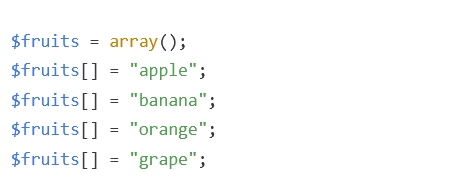 $fruits = array();
$fruits[] = "apple";
$fruits[] = "banana";
$fruits[] = "orange";
$fruits[] = "grape";